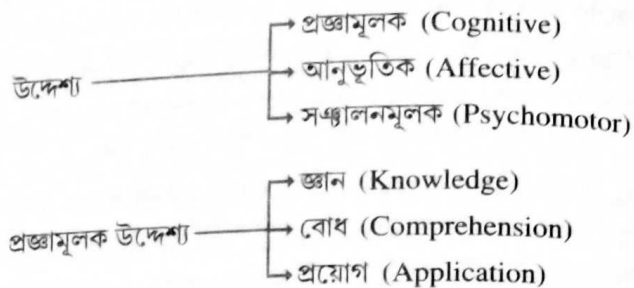 প্রজ্ঞামূলক (Cognitive)
উদ্দেশ্য
আনুভূতিক (Affective)
সঞ্চালনমূলক (Psychomotor)
জ্ঞান (Knowledge)
প্রজ্ঞামূলক উদ্দেশ্য
বোধ (Comprehension)
প্রয়োগ (Application)